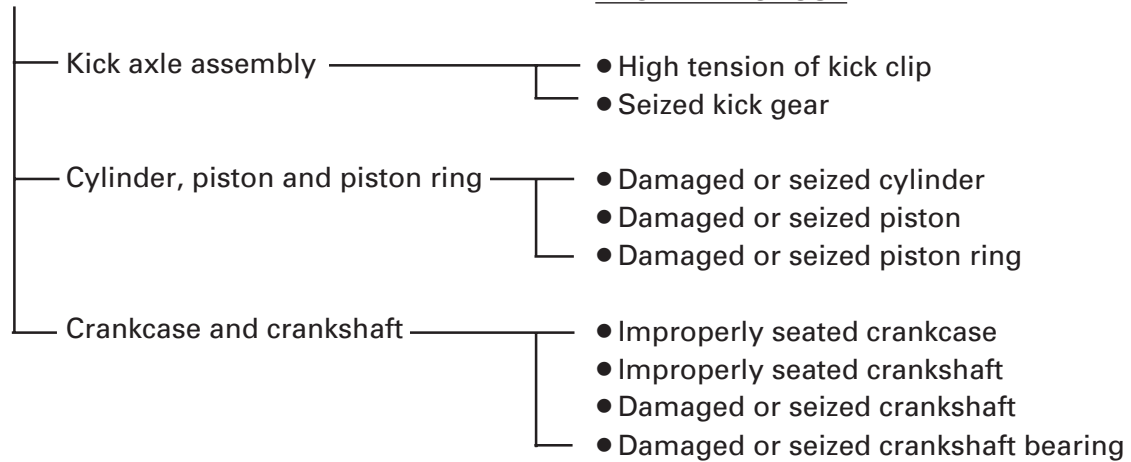 Kick axle assembly
● High tension of kick clip
● Seized kick gear
Cylinder, piston and piston ring
● Damaged or seized cylinder
● Damaged or seized piston
● Damaged or seized piston ring
Crankcase and crankshaft
● Improperly seated crankcase
● Improperly seated crankshaft
● Damaged or seized crankshaft
● Damaged or seized crankshaft bearing